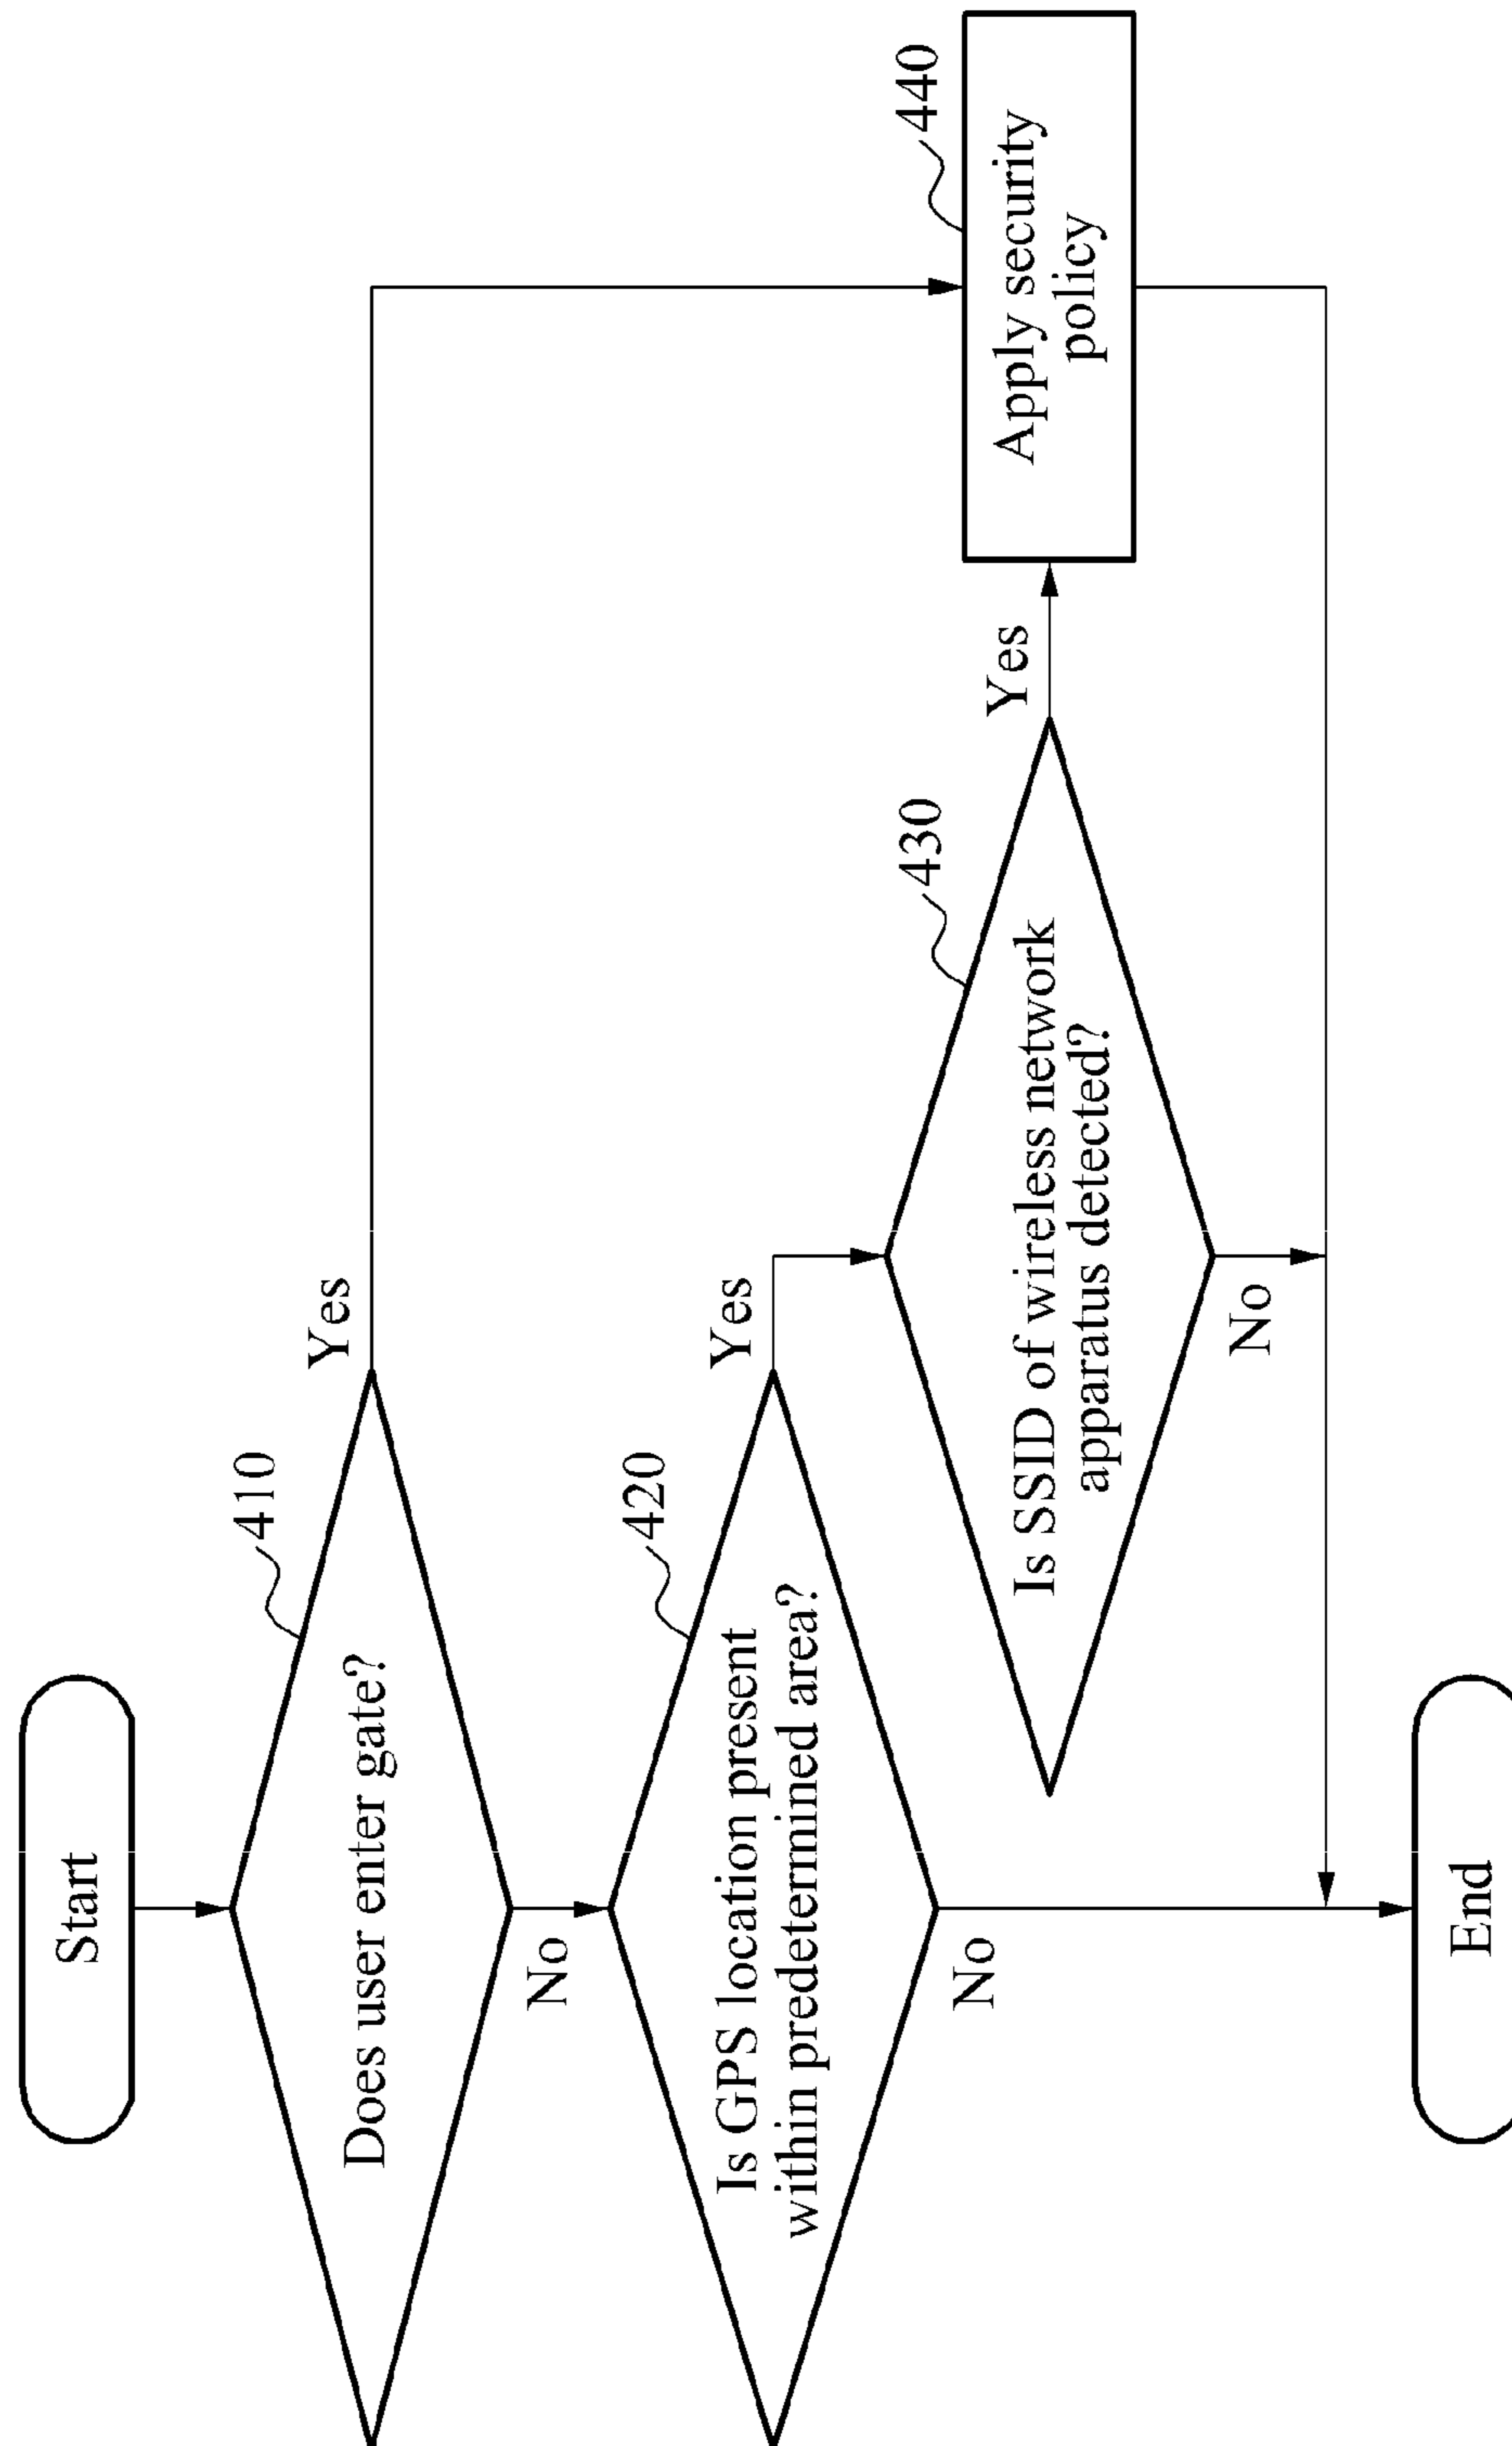 Start
410
Does user enter gate?
Yes
No
420
Is GPS location present
within predetermined area?
Yes
No
430
Is SSID of wireless network
apparatus detected?
Yes
No
440
Apply security
policy
End